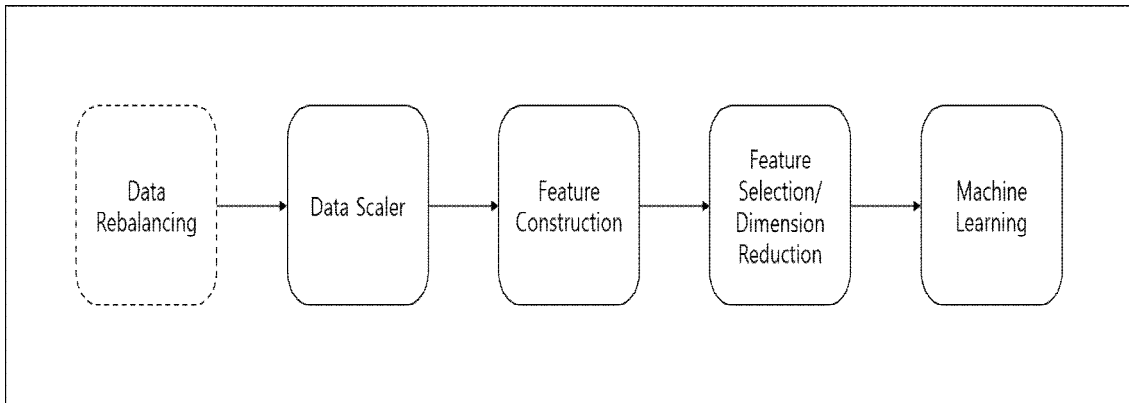 Data
Rebalancing
Data Scaler
Feature
Construction
Feature
Selection/
Dimension
Reduction
Machine
Learning